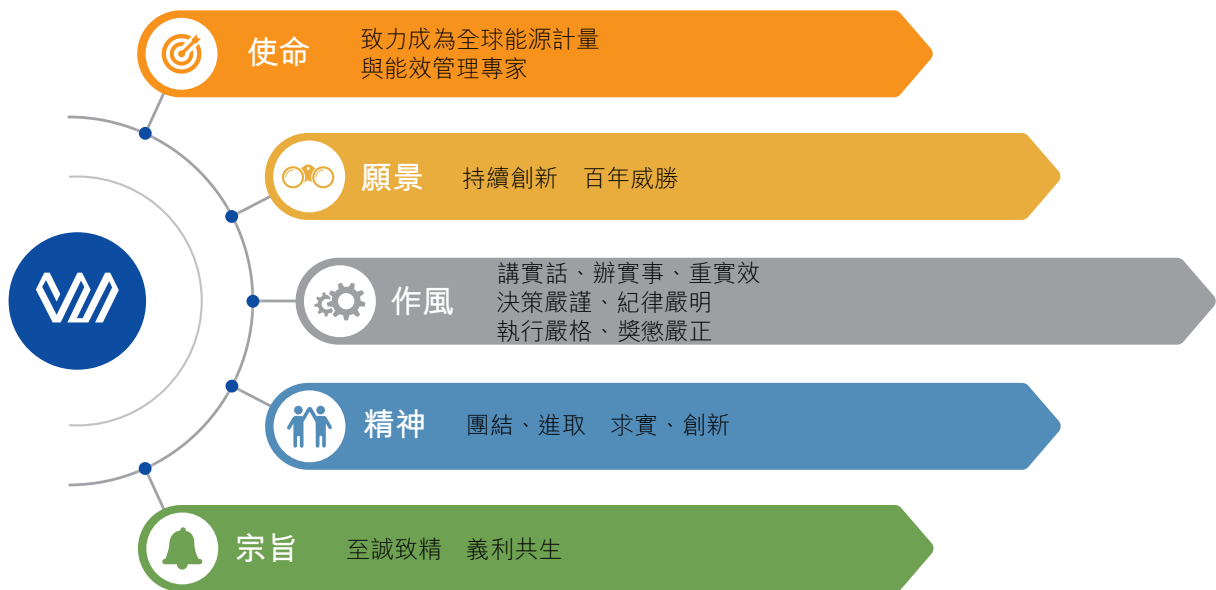 使命
致力成為全球能源計量
與能效管理專家
願景
持續創新　百年威勝
作風
講實話、辦實事、重實效
決策嚴謹、紀律嚴明
執行嚴格、獎懲嚴正
精神
團結、進取　求實、創新
宗旨
至誠致精　義利共生